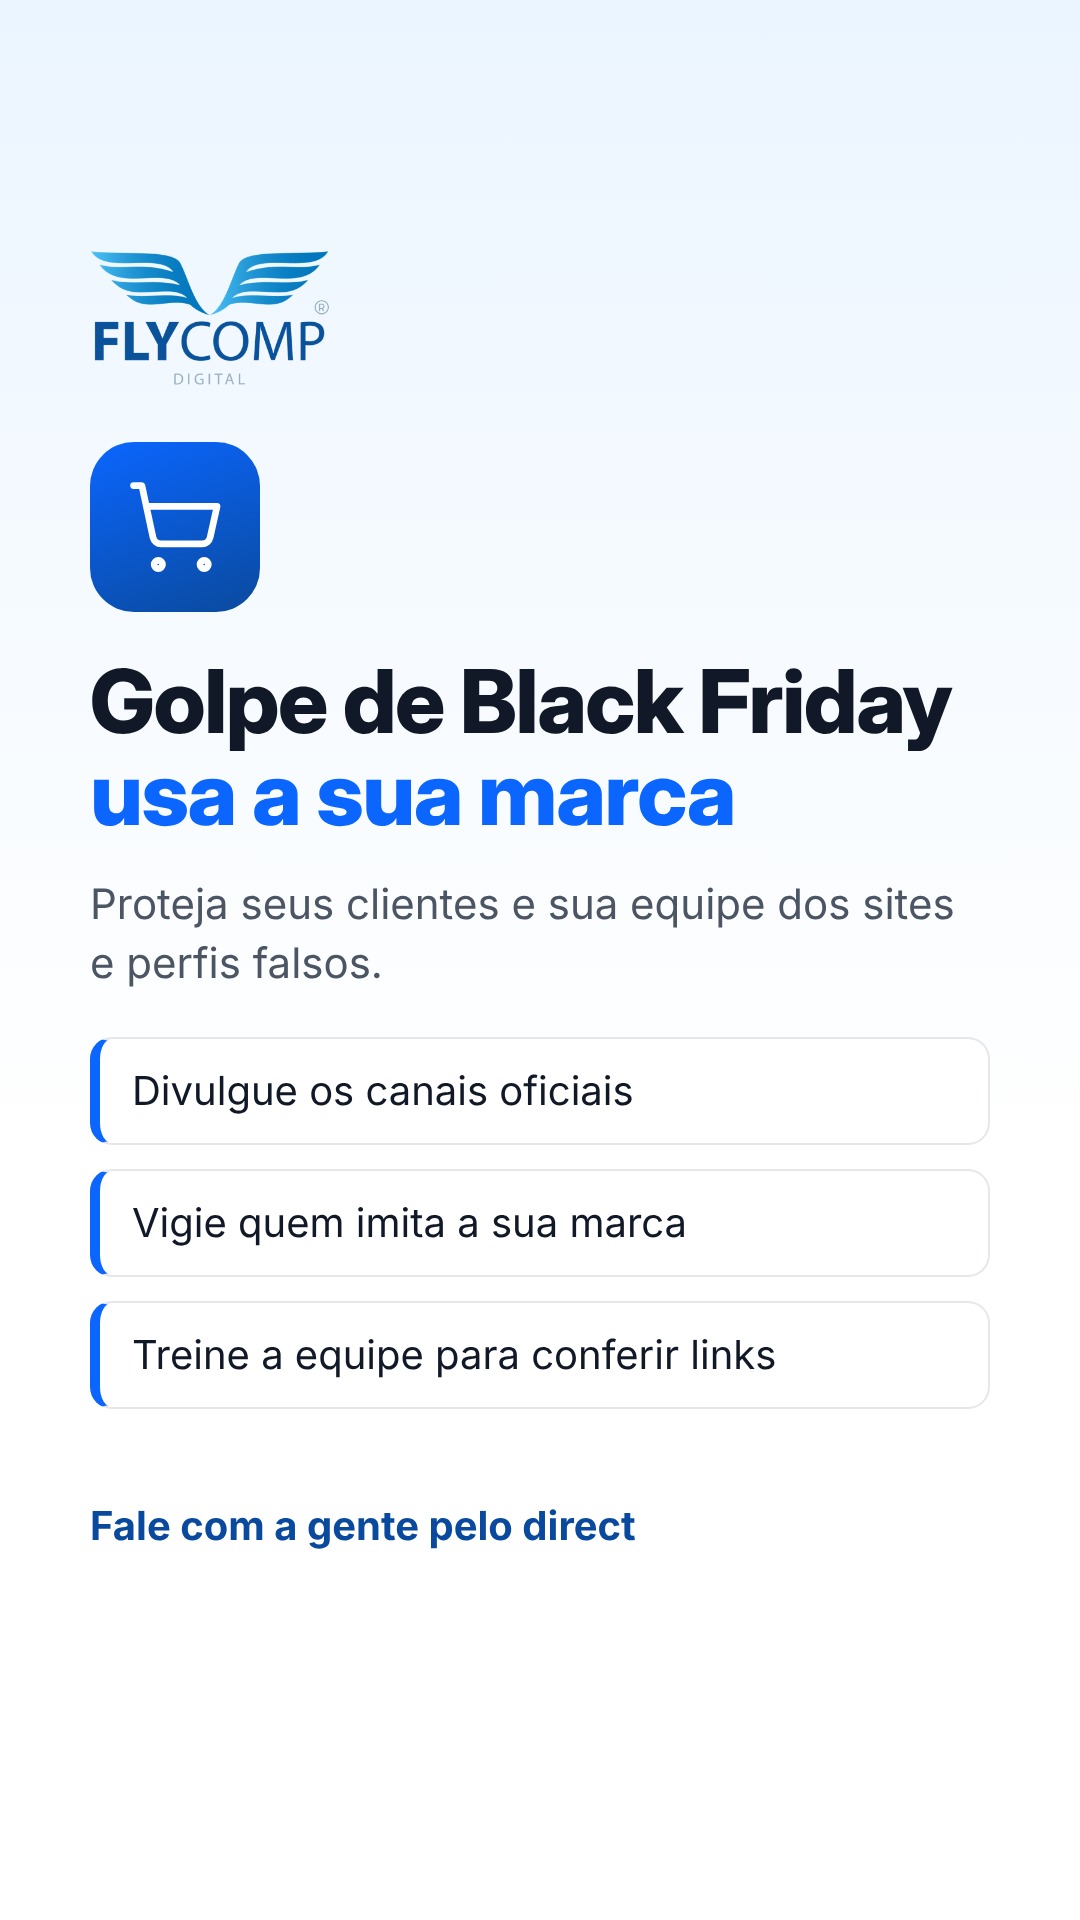 FLYCOMP®
DIGITAL
Golpe de Black Friday
usa a sua marca
Proteja seus clientes e sua equipe dos sites
e perfis falsos.
Divulgue os canais oficiais
Vigie quem imita a sua marca
Treine a equipe para conferir links
Fale com a gente pelo direct